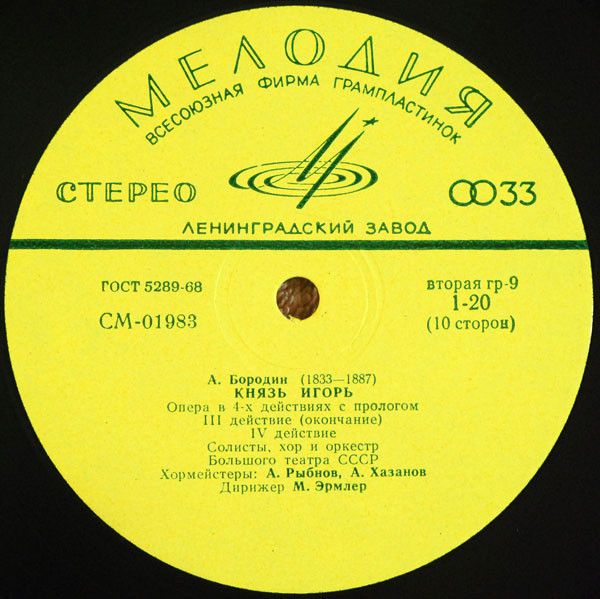 МЕЛОДИЯ
ВСЕСОЮЗНАЯ ФИРМА ГРАМПЛАСТИНОК
СТЕРЕО
33
ЛЕНИНГРАДСКИЙ ЗАВОД
ГОСТ 5289-68
вторая гр-9
СМ-01983
1-20
(10 сторон)
А. Бородин (1833—1887)
КНЯЗЬ ИГОРЬ
Опера в 4-х действиях с прологом
III действие (окончание)
IV действие
Солисты, хор и оркестр
Большого театра СССР
Хормейстеры: А. Рыбнов, А. Хазанов
Дирижер М. Эрмлер